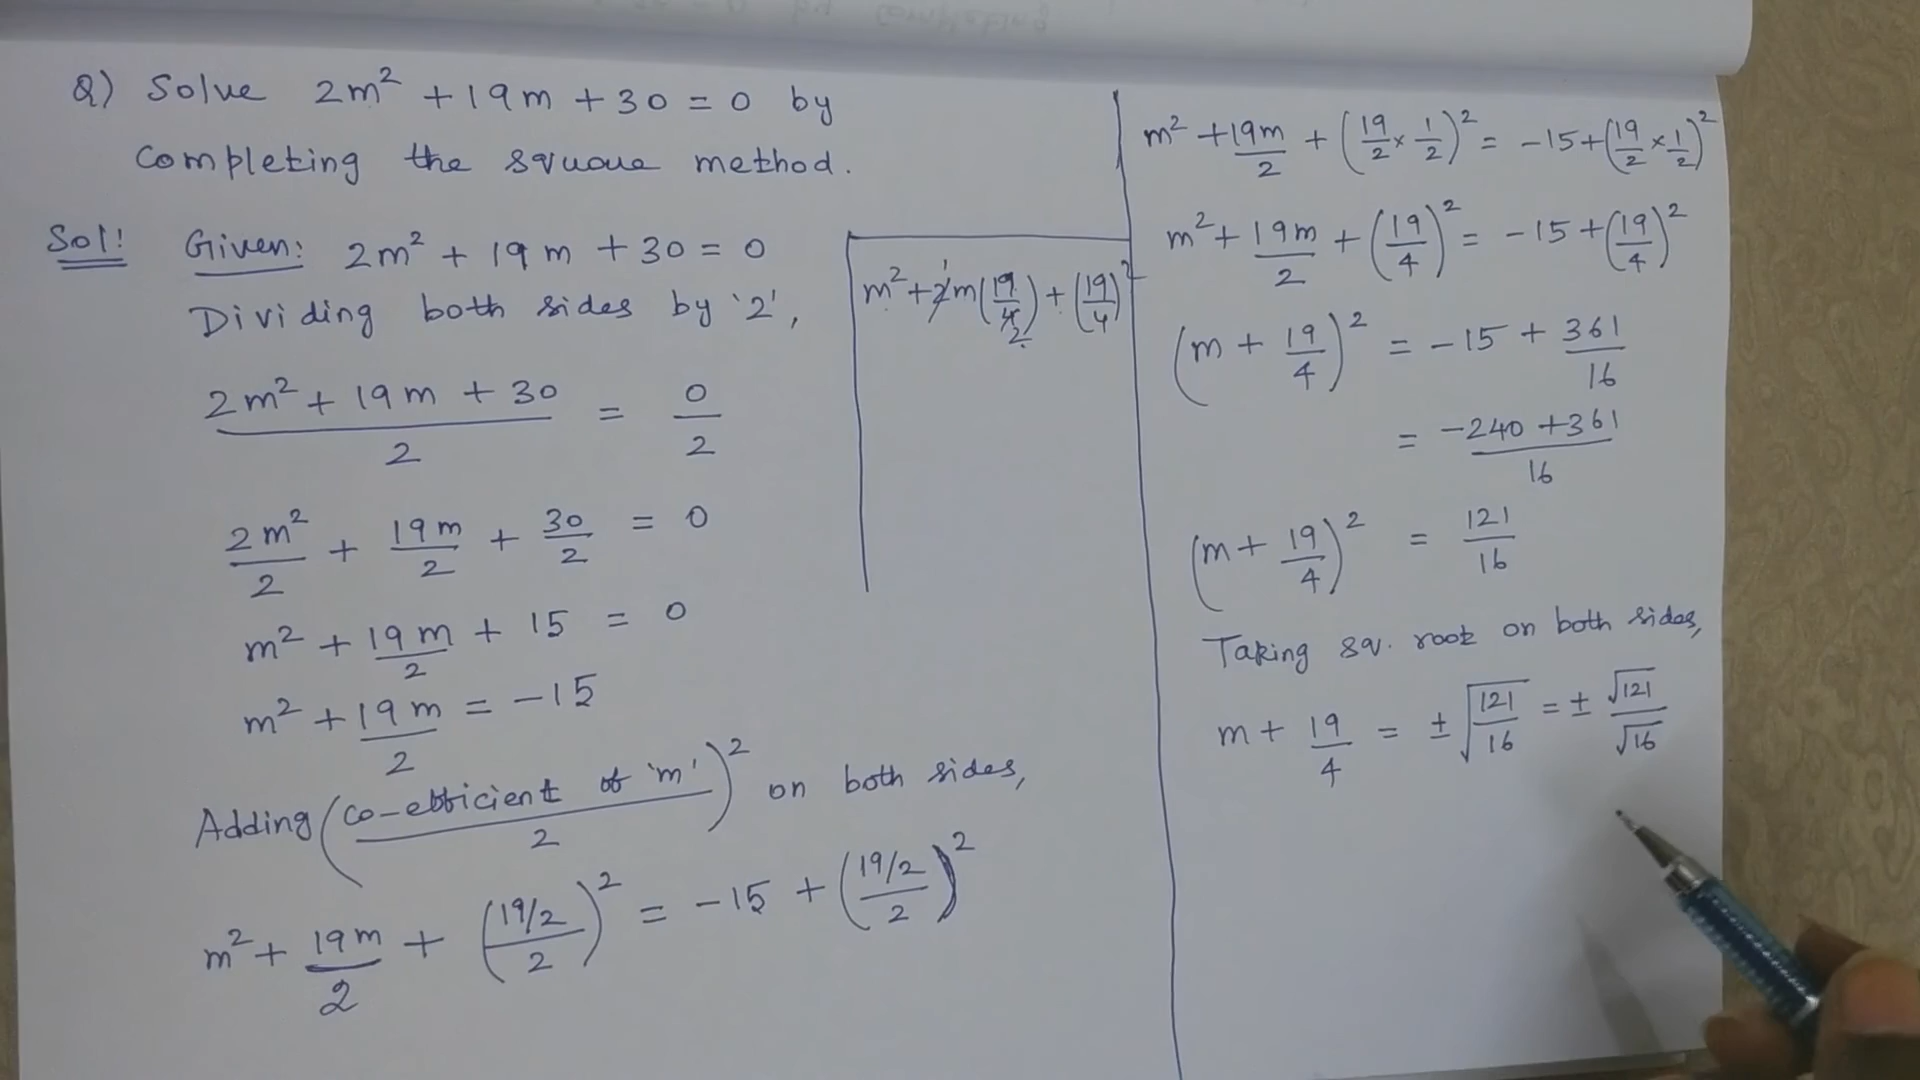 Q) Solve 2m² + 19m + 30 = 0 by
completing the square method.
Sol: Given: 2m² + 19m + 30 = 0
Dividing both sides by '2',
(2m² + 19m + 30)/2 = 0/2
2m²/2 + 19m/2 + 30/2 = 0
m² + 19m/2 + 15 = 0
m² + 19m/2 = -15
Adding (co-efficient of 'm'/2)² on both sides,
m² + 19m/2 + ((19/2)/2)² = -15 + ((19/2)/2)²
m² + 2m(19/4) + (19/4)²
1
2
m² + 19m/2 + (19/2 × 1/2)² = -15 + (19/2 × 1/2)²
m² + 19m/2 + (19/4)² = -15 + (19/4)²
(m + 19/4)² = -15 + 361/16
= (-240 + 361)/16
(m + 19/4)² = 121/16
Taking sq. root on both sides,
m + 19/4 = ± √(121/16) = ± √121/√16